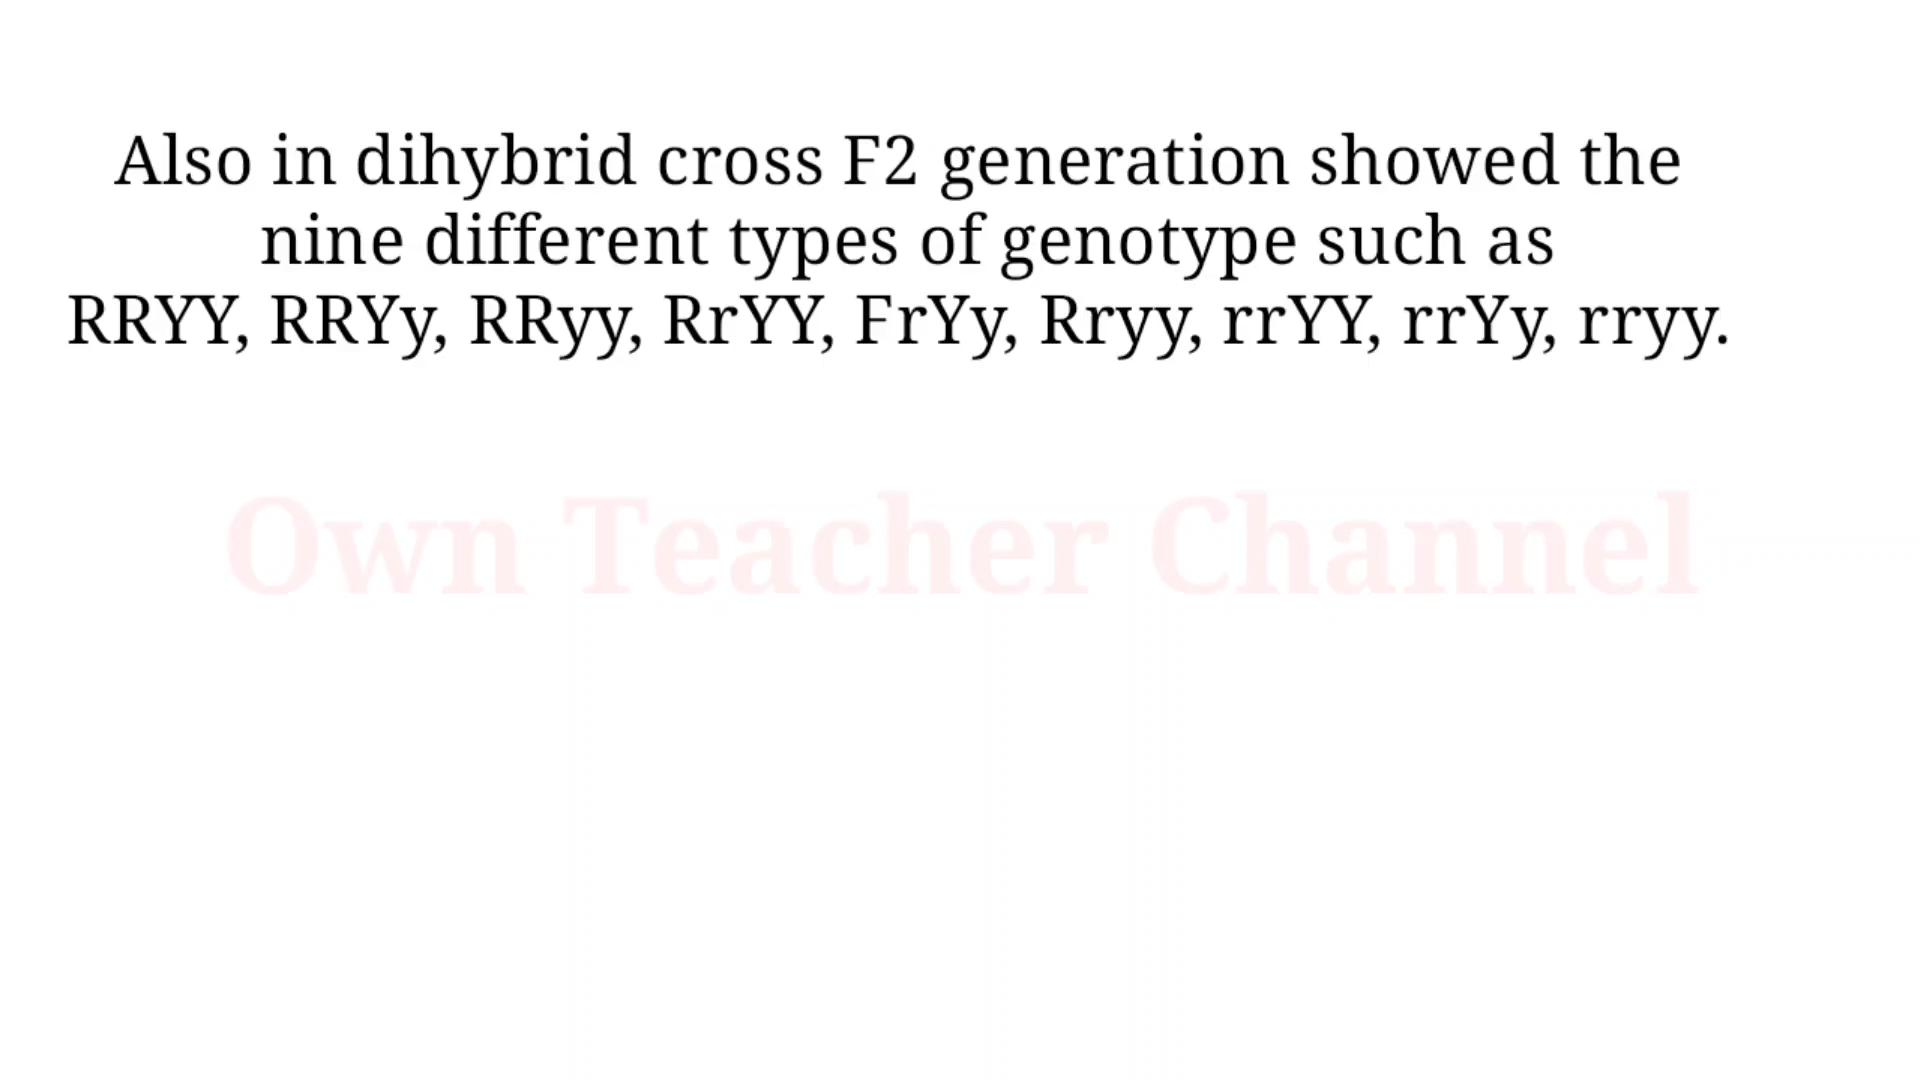 Also in dihybrid cross F2 generation showed the
nine different types of genotype such as
RRYY, RRYy, RRyy, RrYY, FrYy, Rryy, rrYY, rrYy, rryy.
Own Teacher Channel